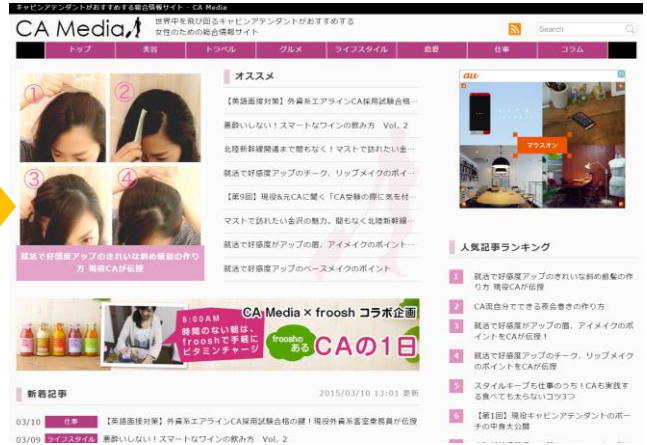 キャビンアテンダントがおすすめする総合情報サイト - CA Media
CA Media
世界中を飛び回るキャビンアテンダントがおすすめする
女性のための総合情報サイト
Search
トップ 美容 トラベル グルメ ライフスタイル 恋愛 仕事 コラム
① ②
③ ④
就活で好感度アップのきれいな斜め前髪の作
り方 現役CAが伝授
オススメ
【英語面接対策】外資系エアラインCA採用試験合格…
悪酔いしない！スマートなワインの飲み方 Vol. 2
北陸新幹線開通まで間もなく！マストで訪れたい金…
就活で好感度アップのチーク、リップメイクのポイ…
【第9回】現役&元CAに聞く「CA受験の際に気を付…
マストで訪れたい金沢の魅力。間もなく北陸新幹線…
就活で好感度がアップの眉、アイメイクのポイント…
就活で好感度アップのベースメイクのポイント
au
マウスオン
8:00AM
時間のない朝は、
frooshで手軽に
ビタミンチャージ
CA Media × froosh コラボ企画
frooshの
ある
CAの1日
新着記事
2015/03/10 13:01 更新
03/10 仕事 【英語面接対策】外資系エアラインCA採用試験合格の鍵！現役外資系客室乗務員が伝授
03/09 ライフスタイル 悪酔いしない！スマートなワインの飲み方 Vol. 2
人気記事ランキング
1 就活で好感度アップのきれいな斜め前髪の作
り方 現役CAが伝授
2 CA流自分でできる夜会巻きの作り方
3 就活で好感度がアップの眉、アイメイクのポ
イントをCAが伝授！
4 就活で好感度アップのチーク、リップメイク
のポイントをCAが伝授
5 スタイルキープも仕事のうち！CAも実践す
る食べても太らないコツ3つ
6 【第1回】現役キャビンアテンダントのポー
チの中身大公開